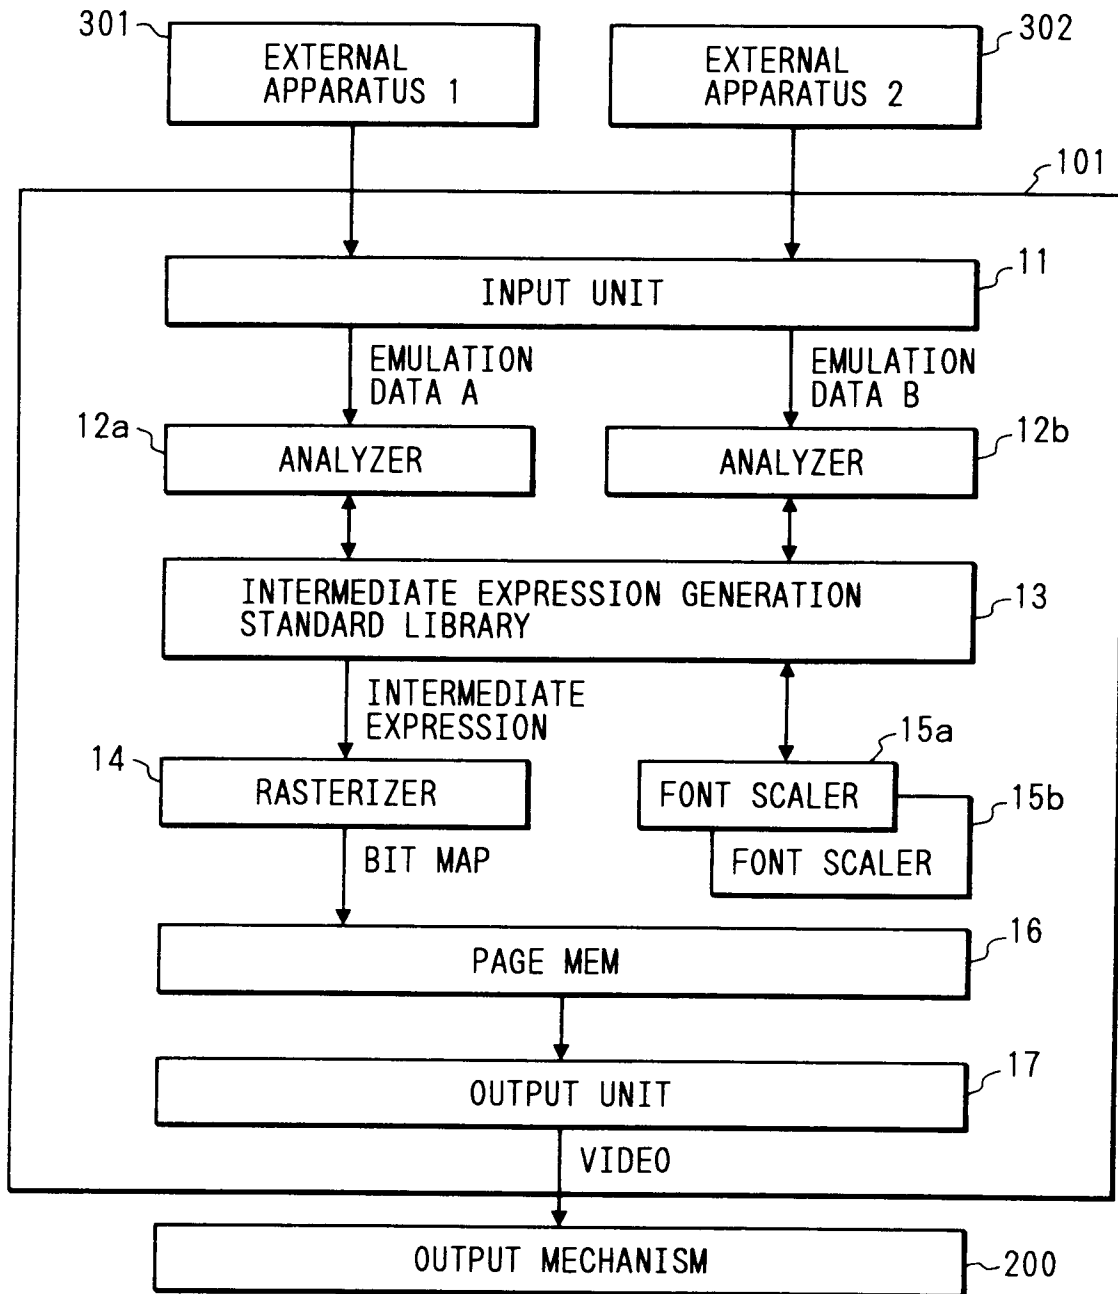 301
EXTERNAL
APPARATUS 1
302
EXTERNAL
APPARATUS 2
101
11
INPUT UNIT
EMULATION
DATA A
EMULATION
DATA B
12a
ANALYZER
12b
ANALYZER
INTERMEDIATE EXPRESSION GENERATION
STANDARD LIBRARY
13
INTERMEDIATE
EXPRESSION
14
RASTERIZER
15a
FONT SCALER
15b
FONT SCALER
BIT MAP
16
PAGE MEM
17
OUTPUT UNIT
VIDEO
OUTPUT MECHANISM
200